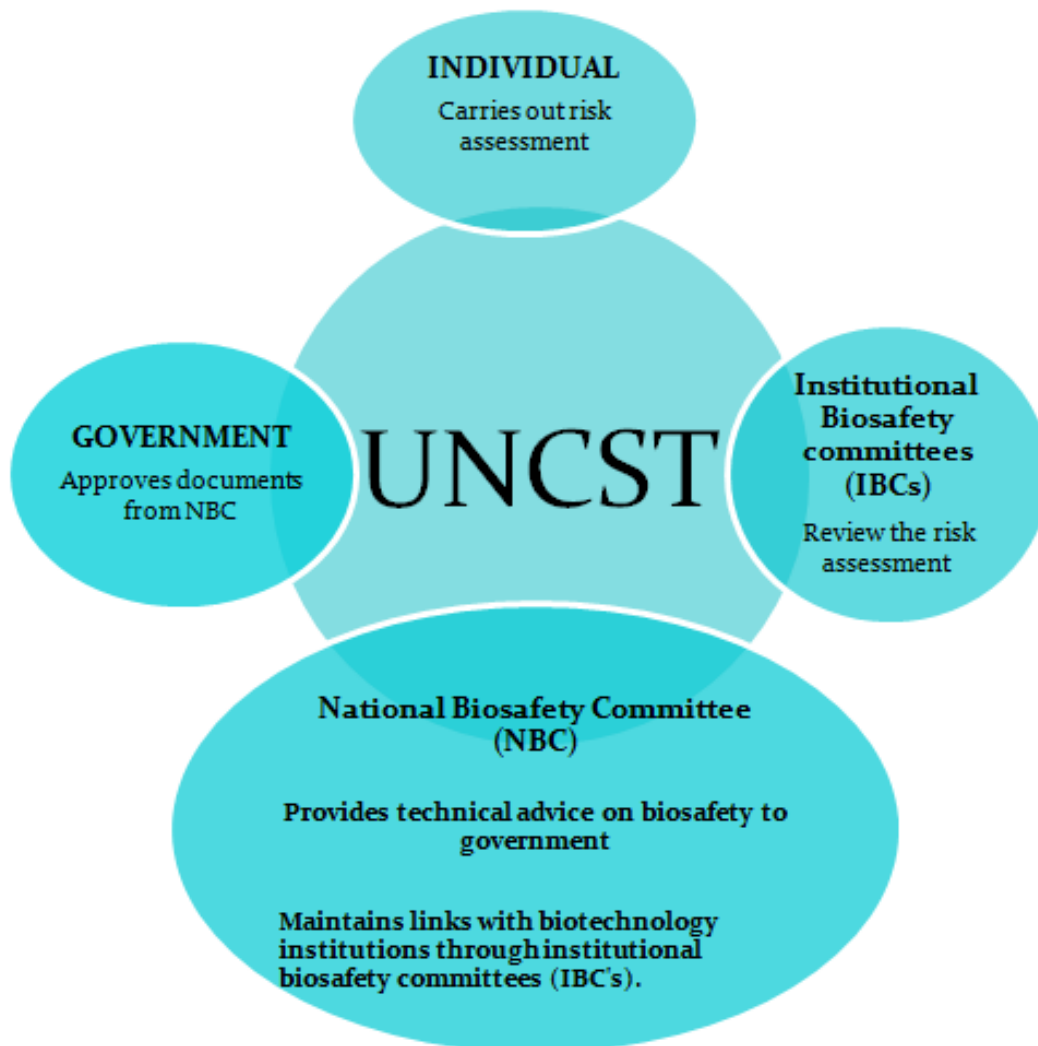 INDIVIDUAL
Carries out risk
assessment
GOVERNMENT
Approves documents
from NBC
UNCST
Institutional
Biosafety
committees
(IBCs)
Review the risk
assessment
National Biosafety Committee
(NBC)
Provides technical advice on biosafety to
government
Maintains links with biotechnology
institutions through institutional
biosafety committees (IBC's).